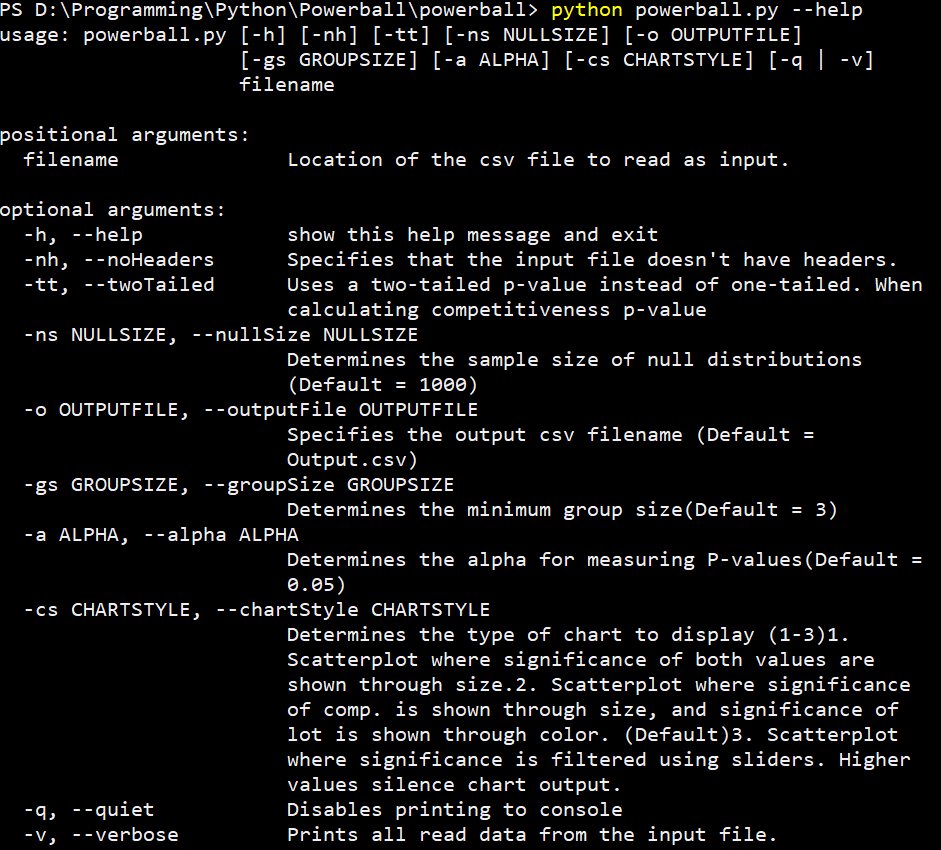 PS D:\Programming\Python\Powerball\powerball> python powerball.py --help
usage: powerball.py [-h] [-nh] [-tt] [-ns NULLSIZE] [-o OUTPUTFILE]
                    [-gs GROUPSIZE] [-a ALPHA] [-cs CHARTSTYLE] [-q | -v]
                    filename

positional arguments:
  filename              Location of the csv file to read as input.

optional arguments:
  -h, --help            show this help message and exit
  -nh, --noHeaders      Specifies that the input file doesn't have headers.
  -tt, --twoTailed      Uses a two-tailed p-value instead of one-tailed. When
                        calculating competitiveness p-value
  -ns NULLSIZE, --nullSize NULLSIZE
                        Determines the sample size of null distributions
                        (Default = 1000)
  -o OUTPUTFILE, --outputFile OUTPUTFILE
                        Specifies the output csv filename (Default =
                        Output.csv)
  -gs GROUPSIZE, --groupSize GROUPSIZE
                        Determines the minimum group size(Default = 3)
  -a ALPHA, --alpha ALPHA
                        Determines the alpha for measuring P-values(Default =
                        0.05)
  -cs CHARTSTYLE, --chartStyle CHARTSTYLE
                        Determines the type of chart to display (1-3)1.
                        Scatterplot where significance of both values are
                        shown through size.2. Scatterplot where significance
                        of comp. is shown through size, and significance of
                        lot is shown through color. (Default)3. Scatterplot
                        where significance is filtered using sliders. Higher
                        values silence chart output.
  -q, --quiet           Disables printing to console
  -v, --verbose         Prints all read data from the input file.